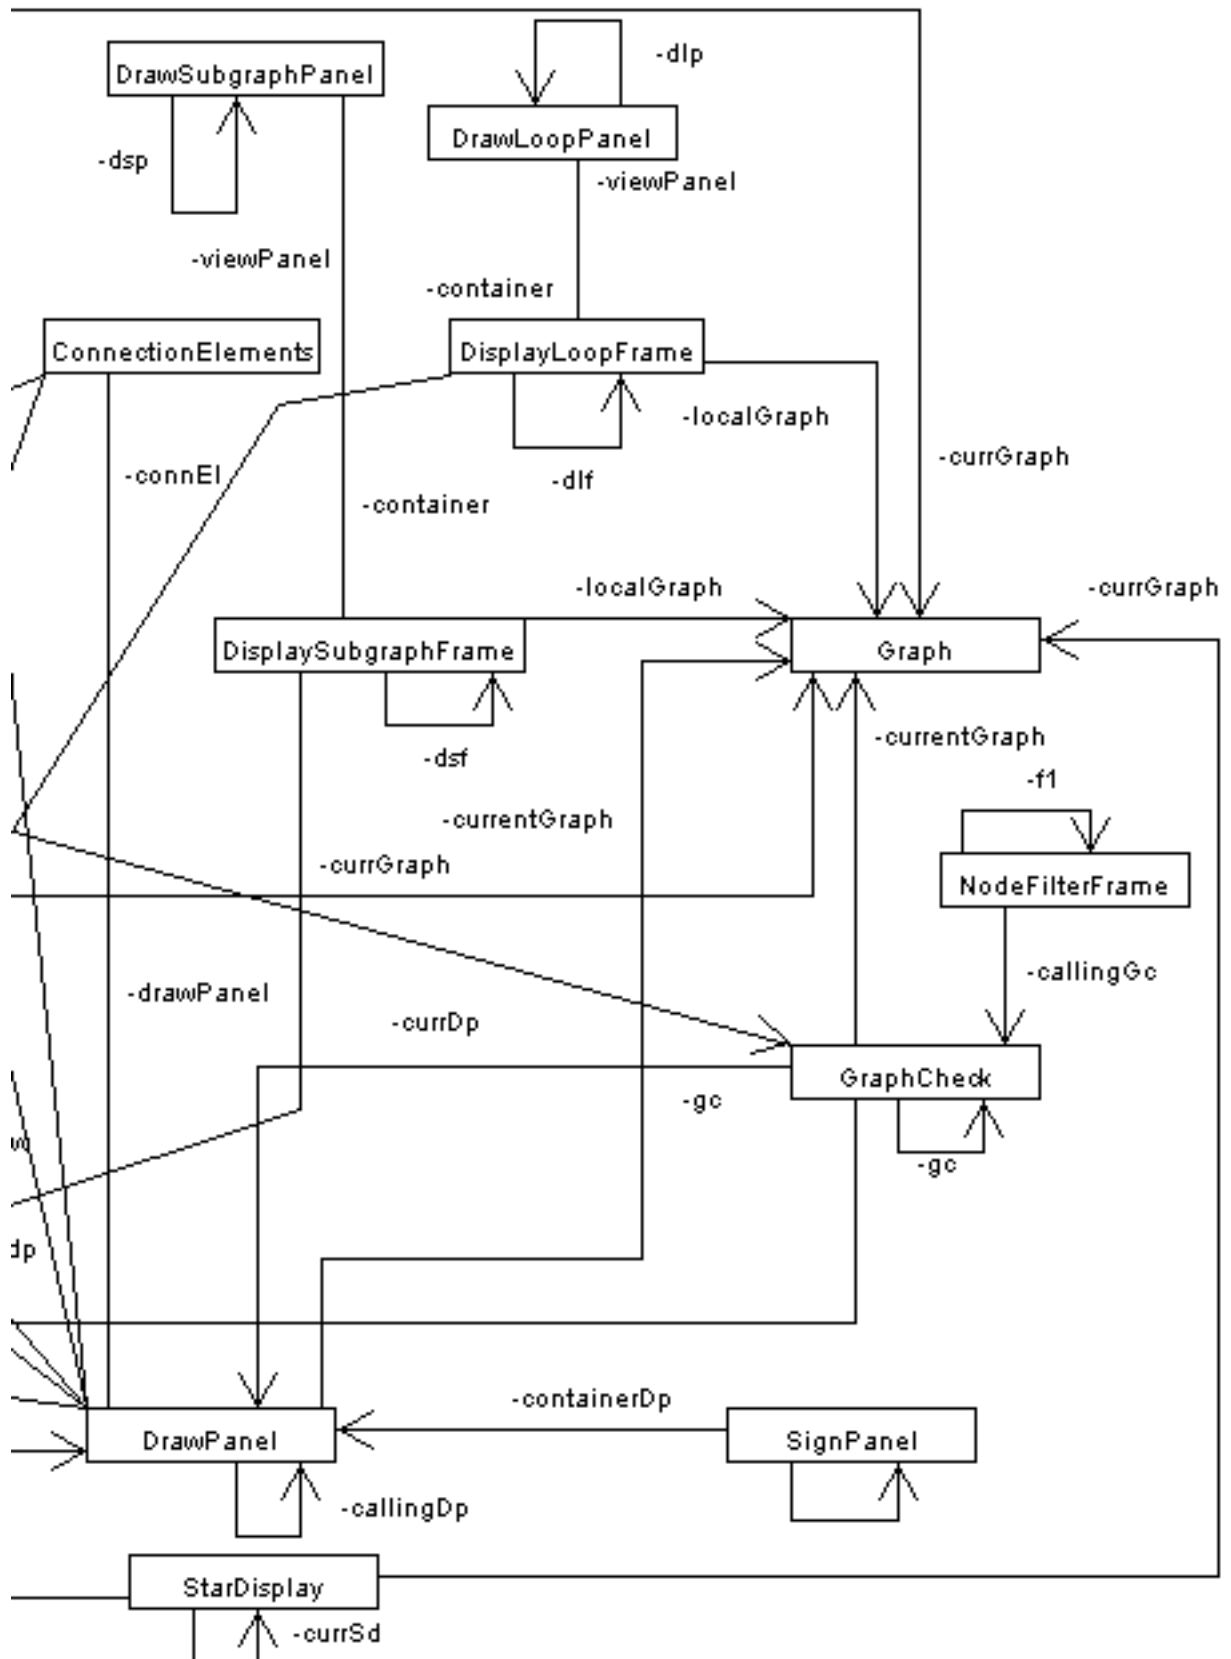 -dlp
DrawSubgraphPanel
DrawLoopPanel
-dsp
-viewPanel
-viewPanel
-container
ConnectionElements
DisplayLoopFrame
-localGraph
-currGraph
-connEl
-dlf
-container
-localGraph
-currGraph
DisplaySubgraphFrame
Graph
-currentGraph
-dsf
-f1
-currentGraph
-currGraph
NodeFilterFrame
-callingGc
-drawPanel
-currDp
GraphCheck
-gc
w
-gc
dp
-containerDp
DrawPanel
SignPanel
-callingDp
StarDisplay
-currSd